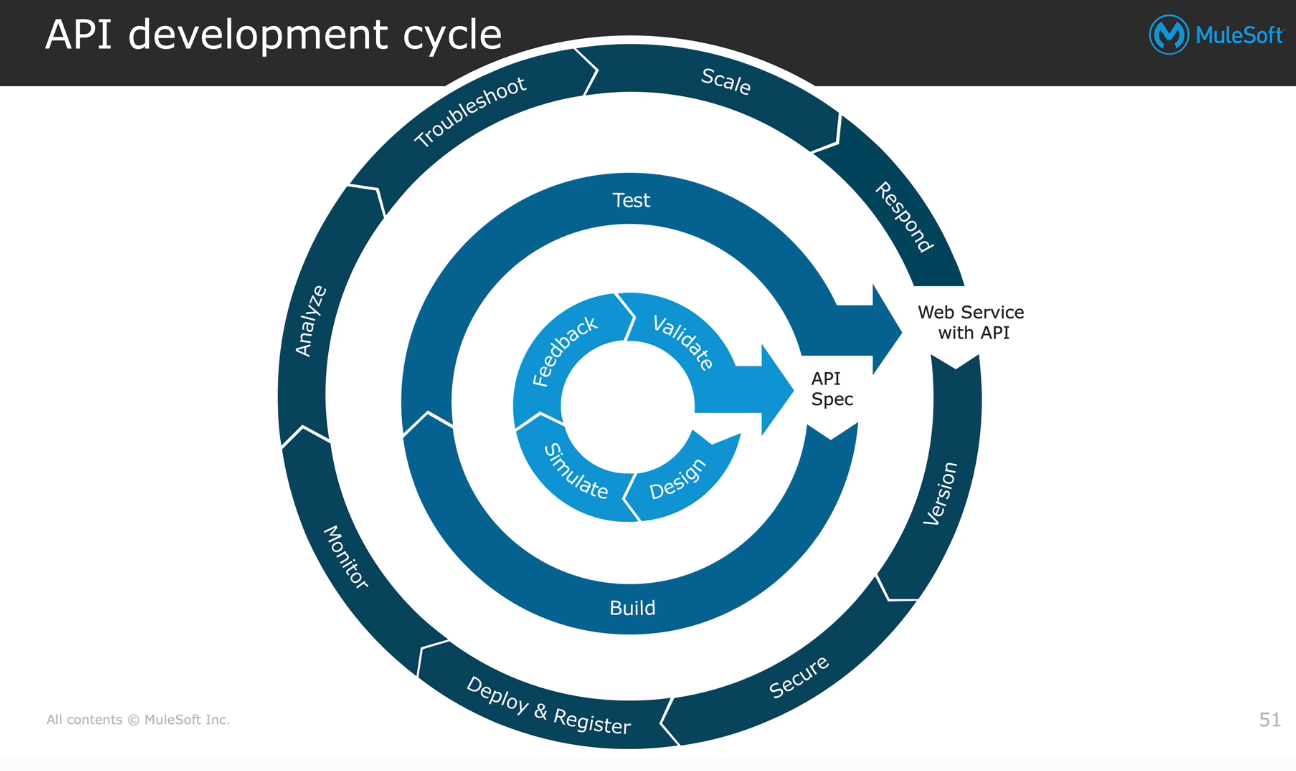 API development cycle
MuleSoft
Troubleshoot
Scale
Respond
Test
Web Service
with API
Analyze
Feedback
Validate
API
Spec
Simulate
Design
Version
Monitor
Build
Secure
Deploy & Register
All contents © MuleSoft Inc.
51